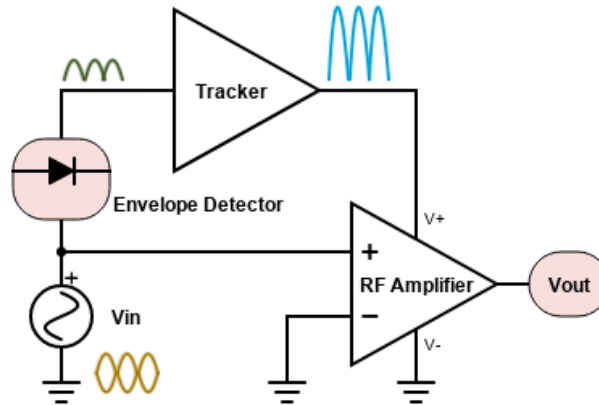 Tracker
Envelope Detector
V+
+
RF Amplifier
Vout
−
+
Vin
V-